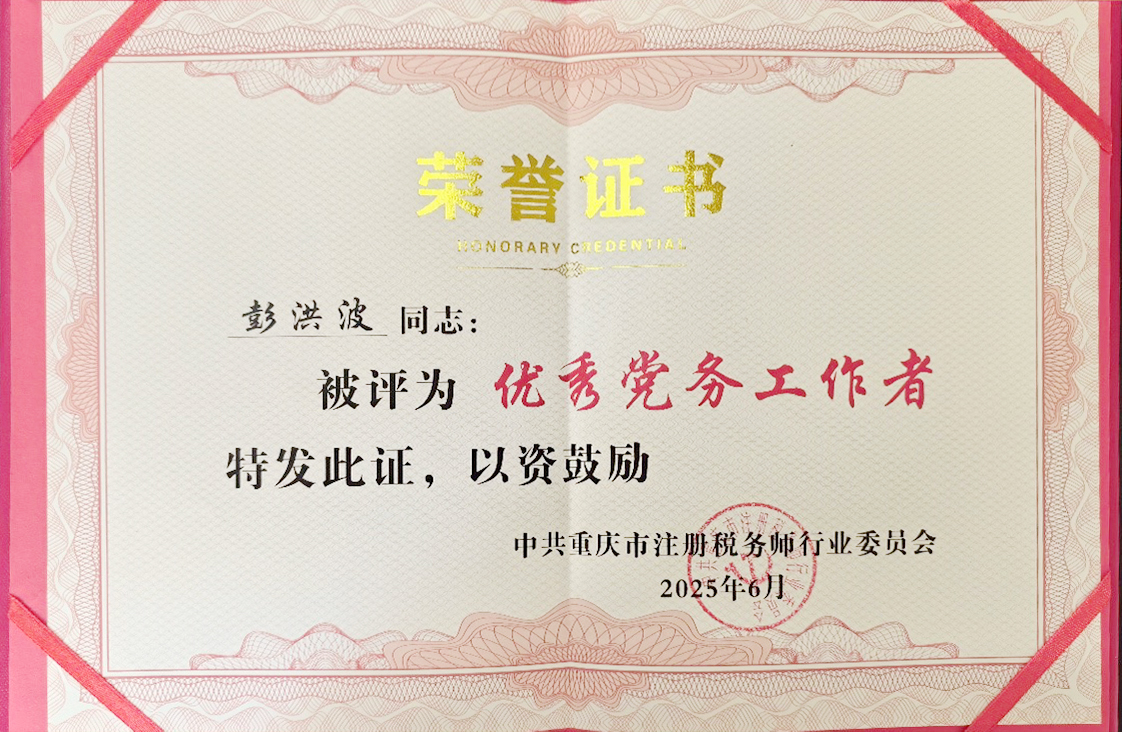 荣誉证书
HONORARY CREDENTIAL
彭洪波 同志：
被评为 优秀党务工作者
特发此证，以资鼓励
中共重庆市注册税务师行业委员会
2025年6月